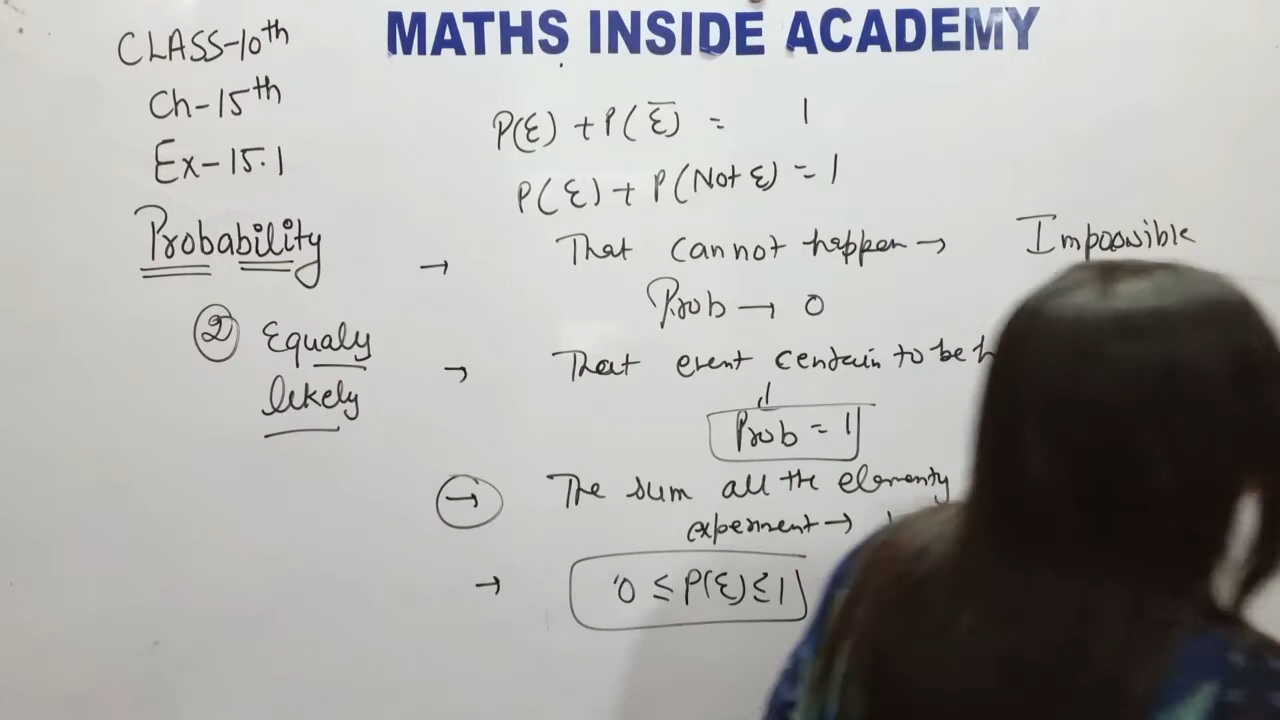 MATHS INSIDE ACADEMY
CLASS-10th
Ch-15th
Ex-15.1
Probability
② Equaly
likely
P(E) + P(E̅) = 1
P(E) + P(Not E) = 1
→ That cannot happen → Impossible
Prob → 0
→ That event certain to be
↓
Prob = 1
→ The sum all the elementy
experiment →
→ 0 ≤ P(E) ≤ 1